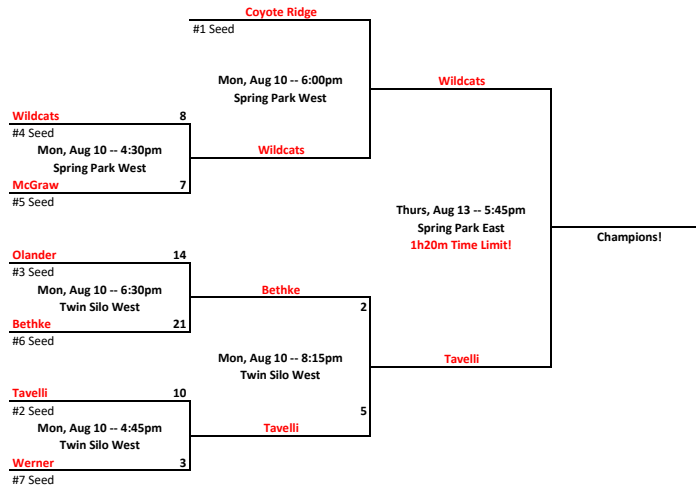 Coyote Ridge
#1 Seed
Mon, Aug 10 -- 6:00pm
Spring Park West
Wildcats
Wildcats 8
#4 Seed
Mon, Aug 10 -- 4:30pm
Spring Park West
Wildcats
McGraw 7
#5 Seed
Thurs, Aug 13 -- 5:45pm
Spring Park East
1h20m Time Limit!
Champions!
Olander 14
#3 Seed
Mon, Aug 10 -- 6:30pm
Twin Silo West
Bethke
2
Bethke 21
#6 Seed
Mon, Aug 10 -- 8:15pm
Twin Silo West
Tavelli
Tavelli 10
#2 Seed
Mon, Aug 10 -- 4:45pm
Twin Silo West
5
Tavelli
Werner 3
#7 Seed